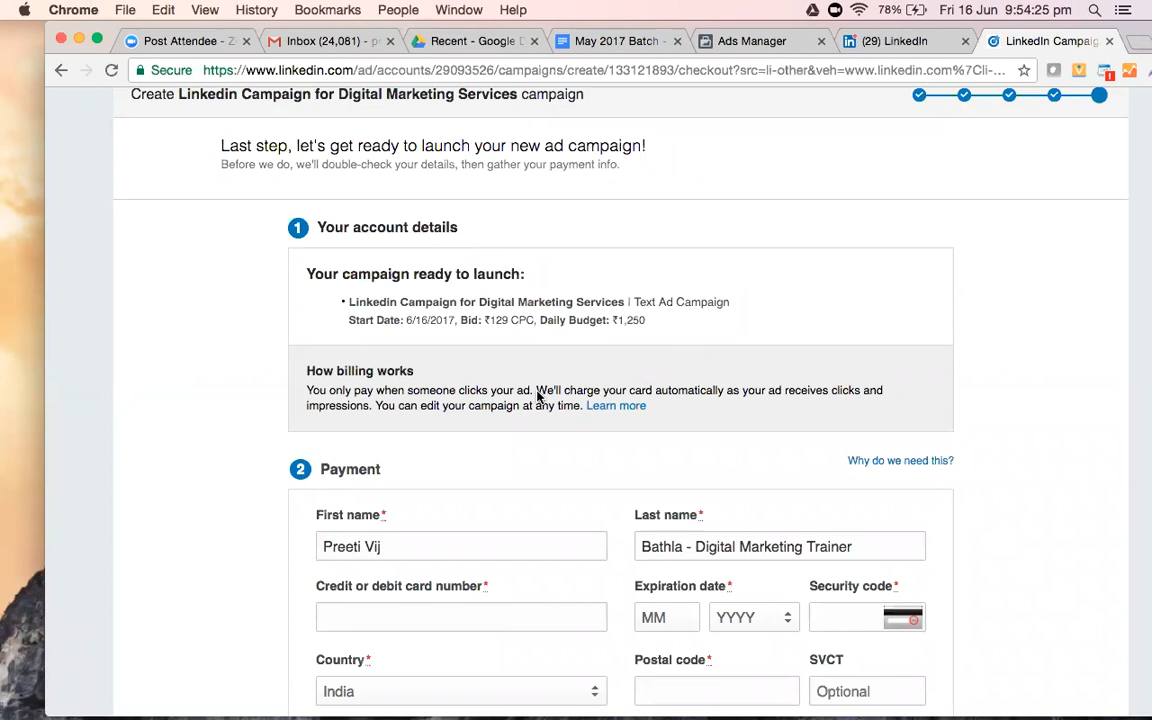 Chrome File Edit View History Bookmarks People Window Help 78% Fri 16 Jun 9:54:25 pm
Post Attendee - Z Inbox (24,081) - p Recent - Google D May 2017 Batch - Ads Manager (29) LinkedIn LinkedIn Campaig
Secure https://www.linkedin.com/ad/accounts/29093526/campaigns/create/133121893/checkout?src=li-other&veh=www.linkedin.com%7Cli-...
Create Linkedin Campaign for Digital Marketing Services campaign
Last step, let's get ready to launch your new ad campaign!
Before we do, we'll double-check your details, then gather your payment info.
1 Your account details
Your campaign ready to launch:
• Linkedin Campaign for Digital Marketing Services | Text Ad Campaign
Start Date: 6/16/2017, Bid: ₹129 CPC, Daily Budget: ₹1,250
How billing works
You only pay when someone clicks your ad. We'll charge your card automatically as your ad receives clicks and
impressions. You can edit your campaign at any time. Learn more
Why do we need this?
2 Payment
First name* Last name*
Preeti Vij Bathla - Digital Marketing Trainer
Credit or debit card number* Expiration date* Security code*
MM YYYY
Country* Postal code* SVCT
India Optional